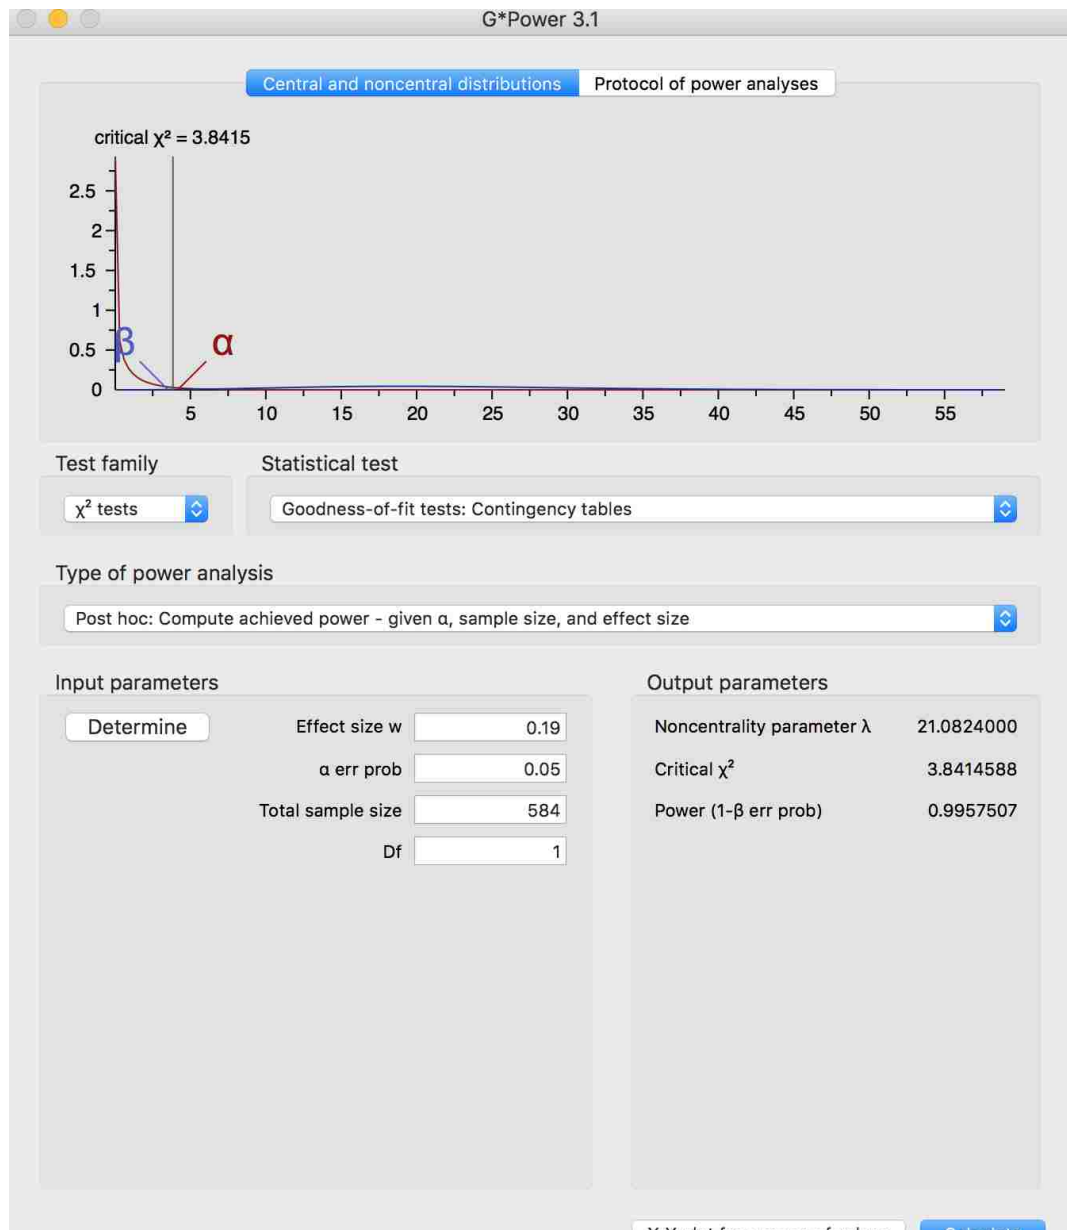 G*Power 3.1
Central and noncentral distributions Protocol of power analyses
critical χ² = 3.8415
2.5
2
1.5
1
0.5
0
β
α
5 10 15 20 25 30 35 40 45 50 55
Test family Statistical test
χ² tests Goodness-of-fit tests: Contingency tables
Type of power analysis
Post hoc: Compute achieved power - given α, sample size, and effect size
Input parameters Output parameters
Determine Effect size w 0.19 Noncentrality parameter λ 21.0824000
α err prob 0.05 Critical χ² 3.8414588
Total sample size 584 Power (1-β err prob) 0.9957507
Df 1